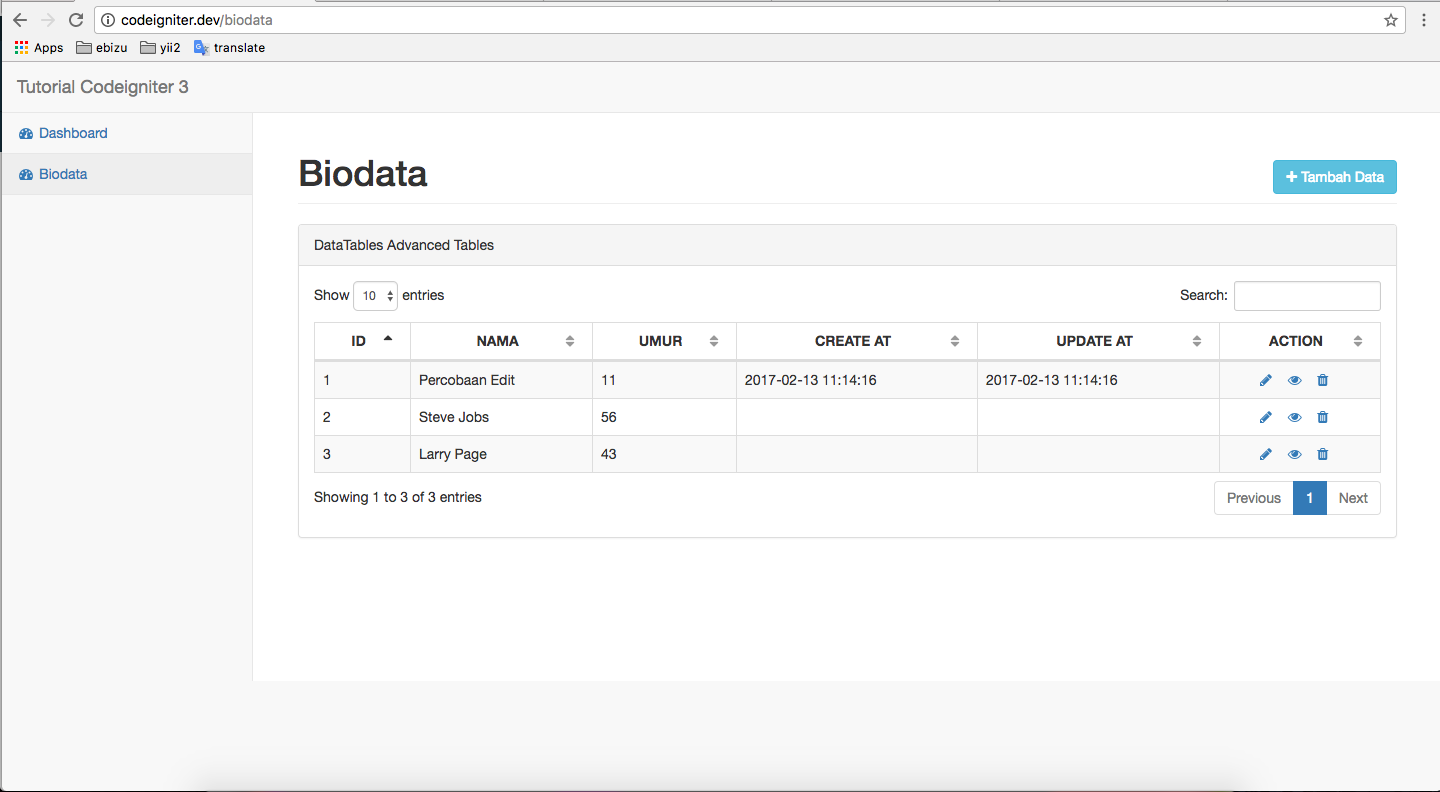 codeigniter.dev/biodata
Apps ebizu yii2 translate
Tutorial Codeigniter 3
Dashboard
Biodata
Biodata
+ Tambah Data
DataTables Advanced Tables
Show 10 entries Search:
ID NAMA UMUR CREATE AT UPDATE AT ACTION
1 Percobaan Edit 11 2017-02-13 11:14:16 2017-02-13 11:14:16
2 Steve Jobs 56
3 Larry Page 43
Showing 1 to 3 of 3 entries Previous 1 Next